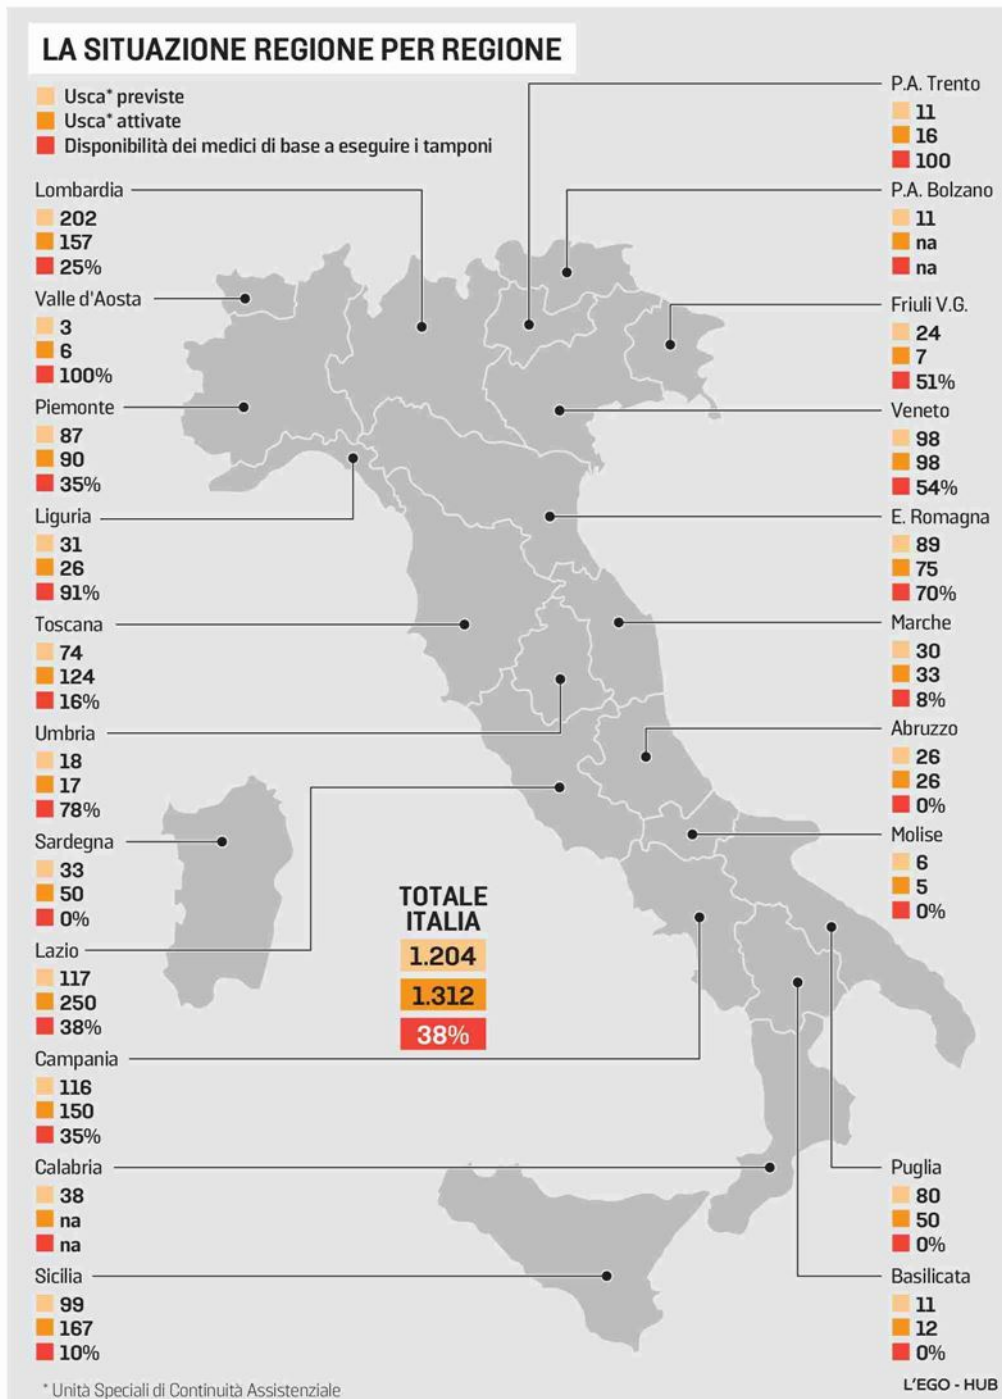 LA SITUAZIONE REGIONE PER REGIONE
Usca* previste
Usca* attivate
Disponibilità dei medici di base a eseguire i tamponi
Lombardia
202
157
25%
Valle d'Aosta
3
6
100%
Piemonte
87
90
35%
Liguria
31
26
91%
Toscana
74
124
16%
Umbria
18
17
78%
Sardegna
33
50
0%
Lazio
117
250
38%
Campania
116
150
35%
Calabria
38
na
na
Sicilia
99
167
10%
TOTALE
ITALIA
1.204
1.312
38%
P.A. Trento
11
16
100
P.A. Bolzano
11
na
na
Friuli V.G.
24
7
51%
Veneto
98
98
54%
E. Romagna
89
75
70%
Marche
30
33
8%
Abruzzo
26
26
0%
Molise
6
5
0%
Puglia
80
50
0%
Basilicata
11
12
0%
* Unità Speciali di Continuità Assistenziale
L'EGO - HUB